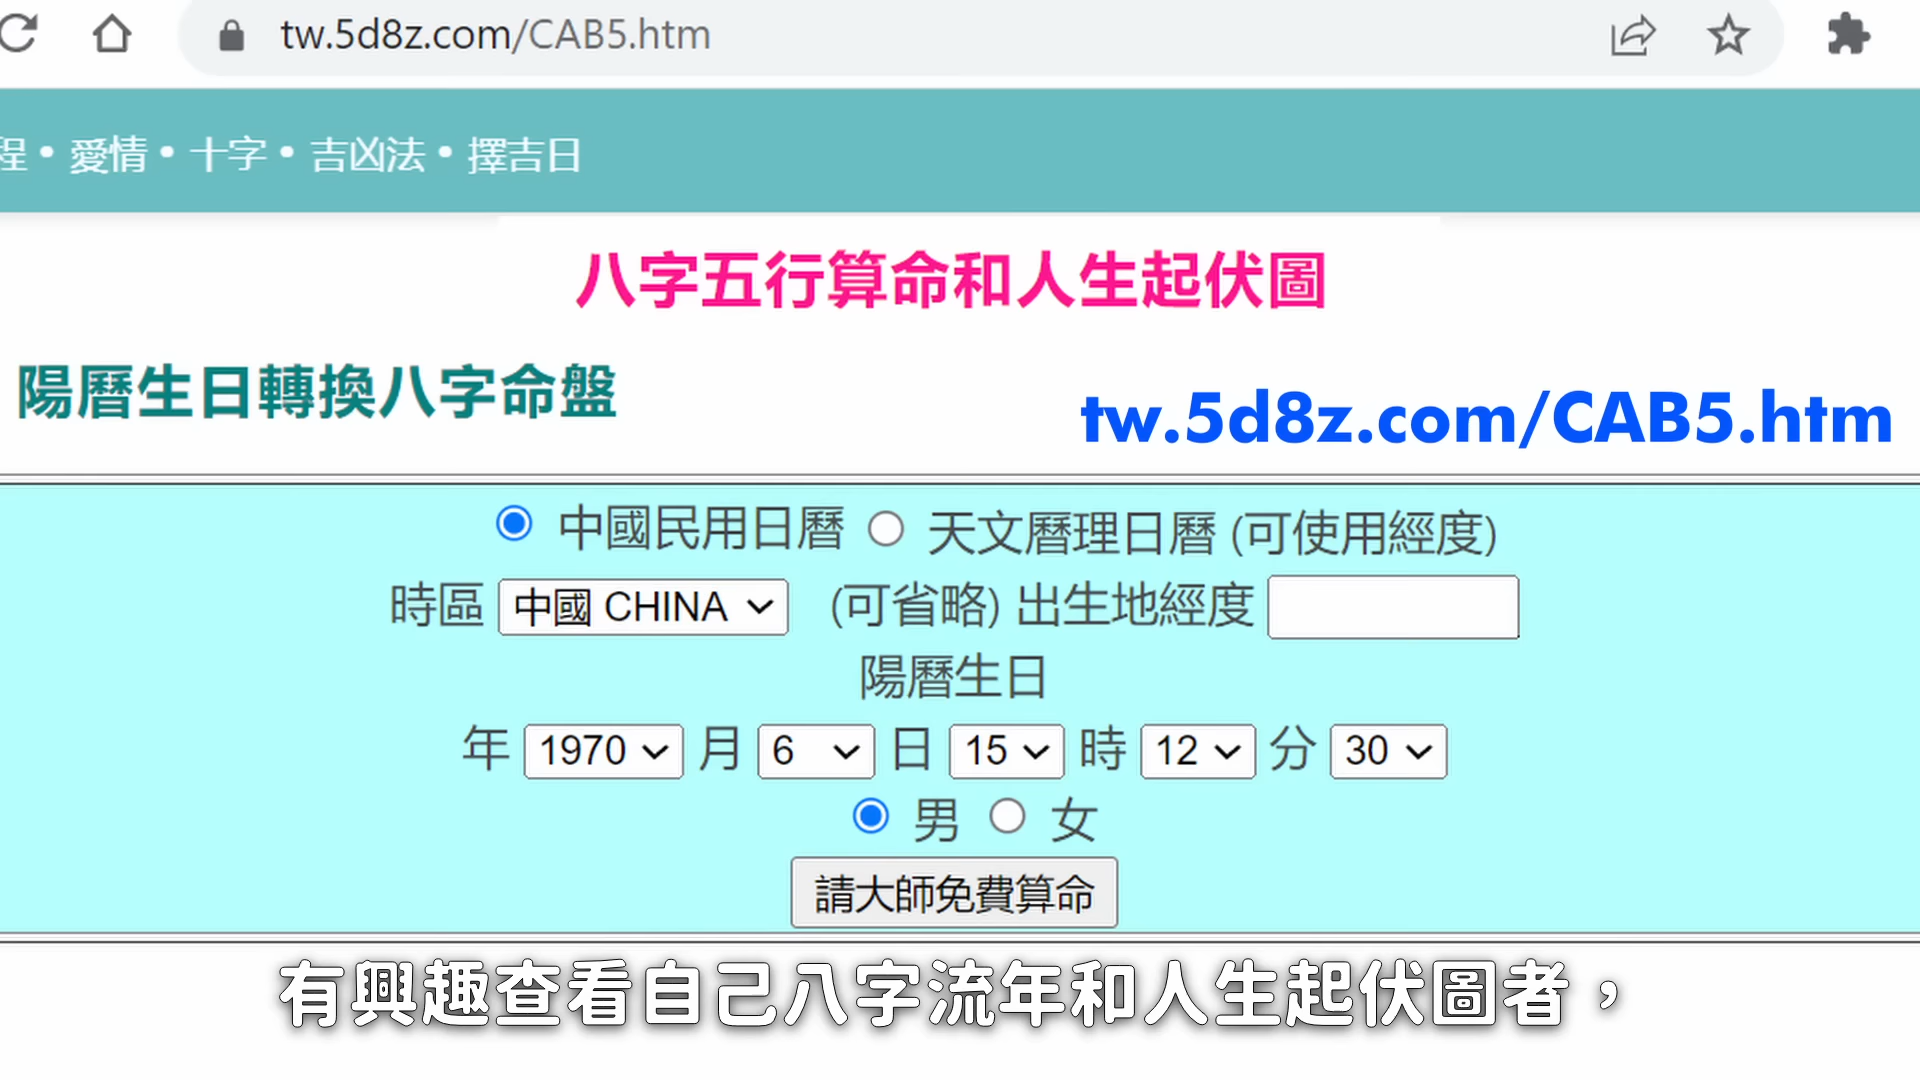 tw.5d8z.com/CAB5.htm
程 • 愛情 • 十字 • 吉凶法 • 擇吉日
八字五行算命和人生起伏圖
陽曆生日轉換八字命盤
tw.5d8z.com/CAB5.htm
中國民用日曆 天文曆理日曆 (可使用經度)
時區 中國 CHINA (可省略) 出生地經度
陽曆生日
年 1970 月 6 日 15 時 12 分 30
男 女
請大師免費算命
有興趣查看自己八字流年和人生起伏圖者，